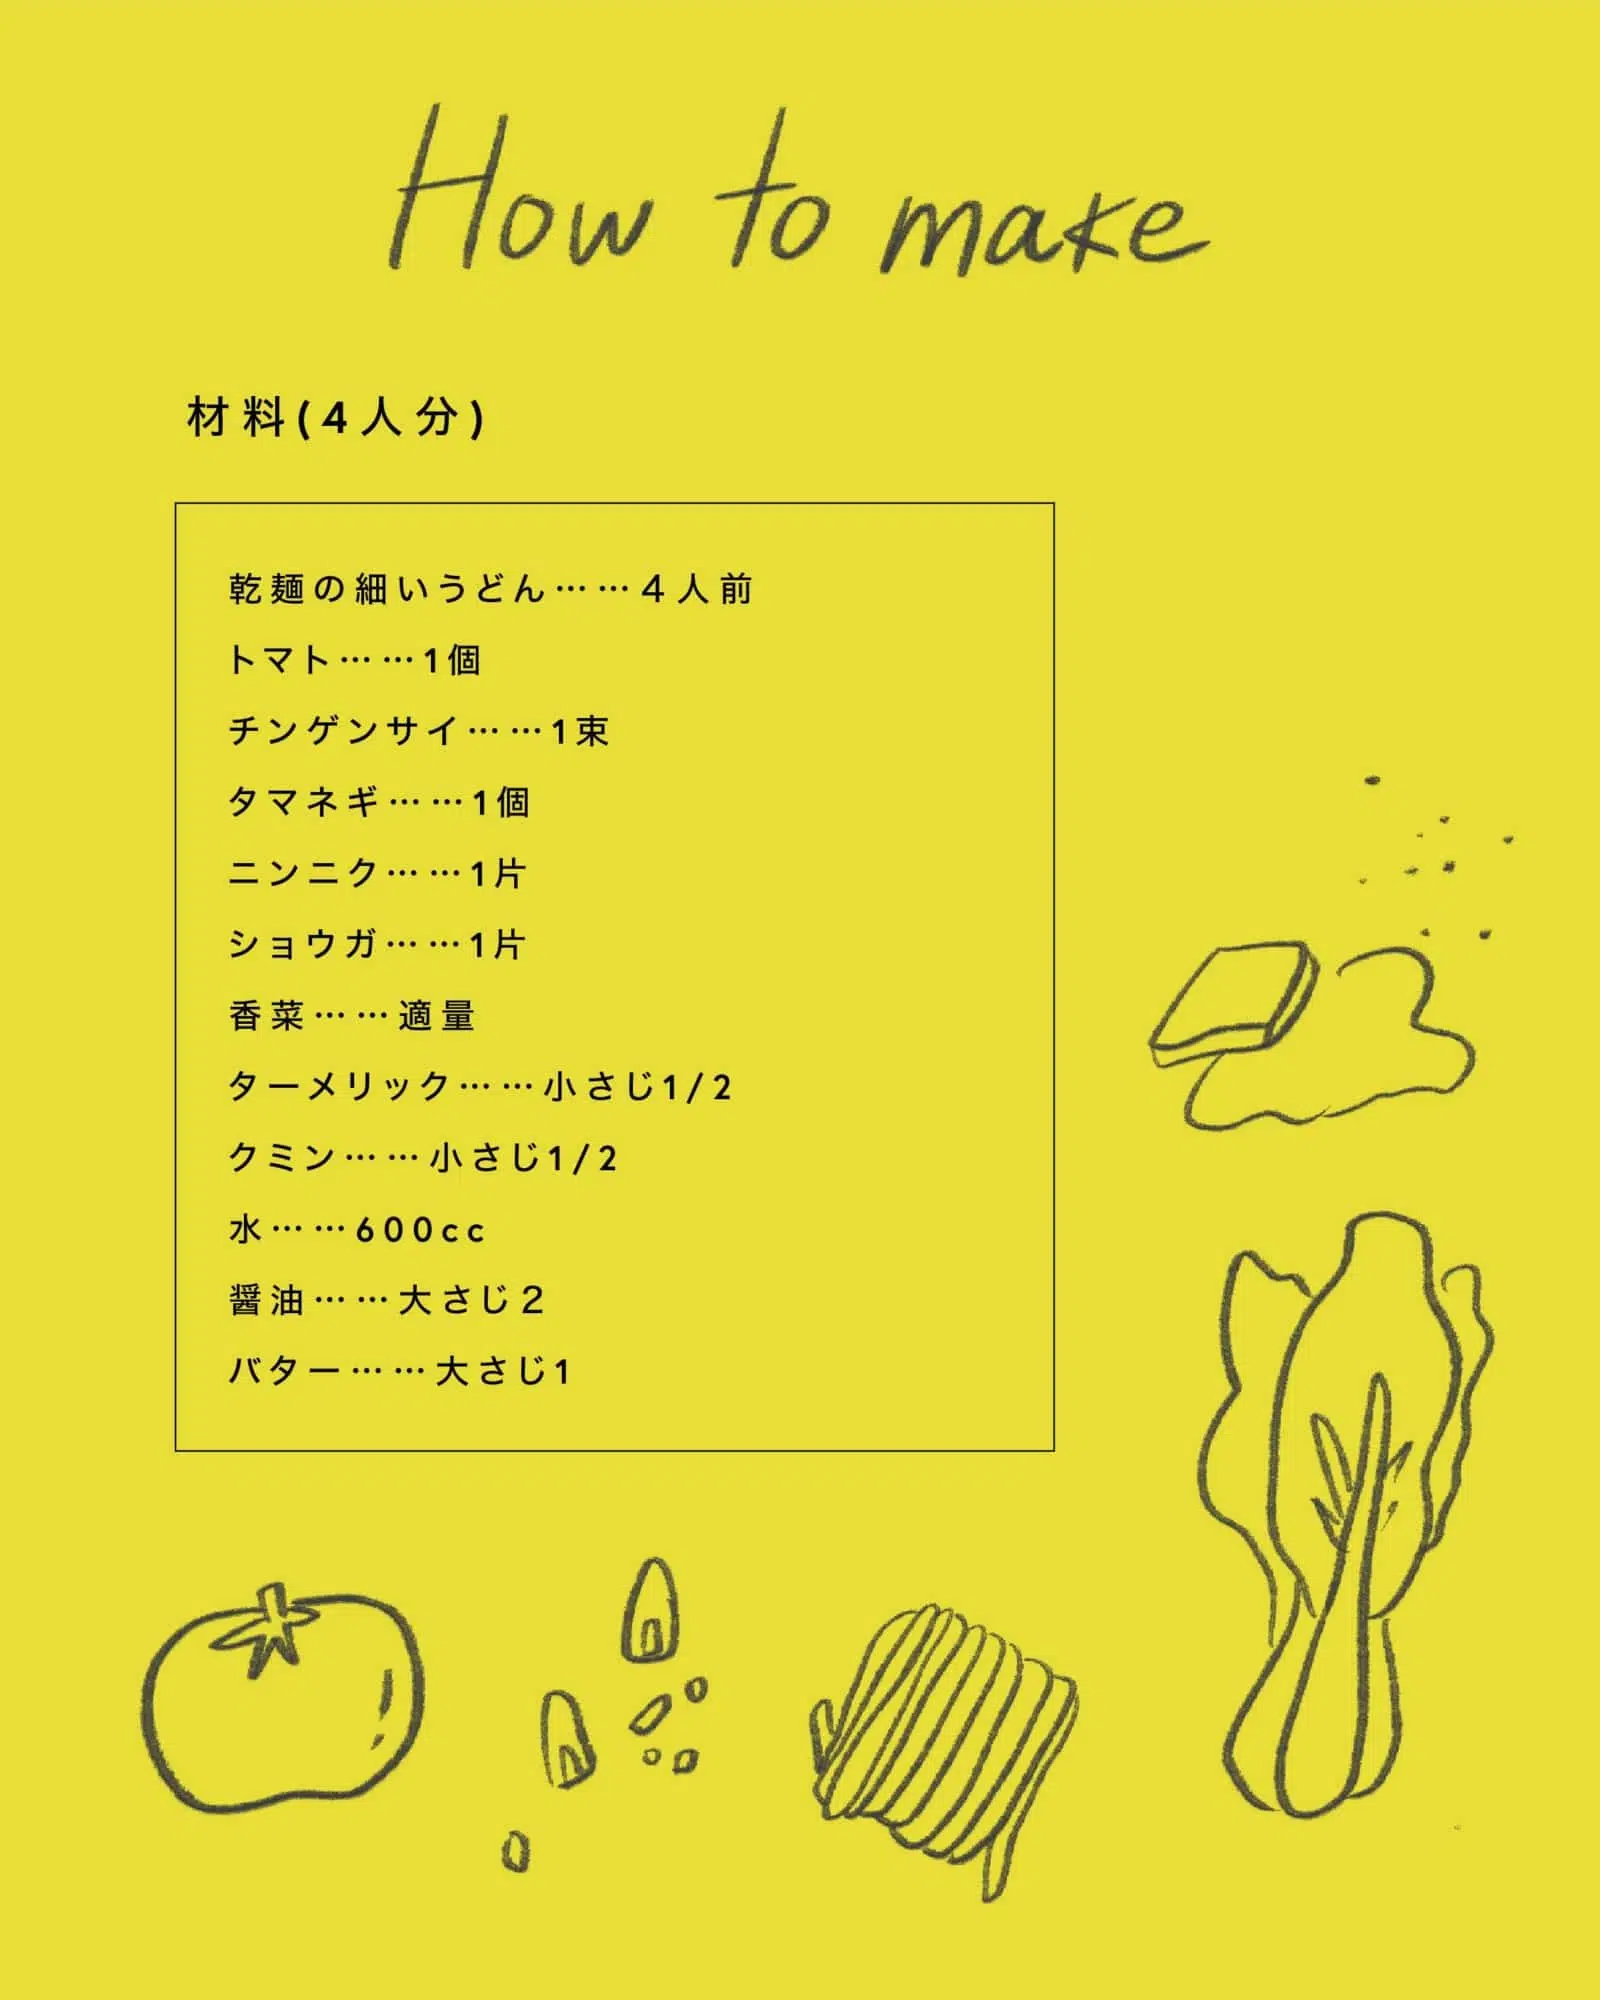 How to make
材料(4人分)
乾麺の細いうどん……４人前
トマト……1個
チンゲンサイ……1束
タマネギ……1個
ニンニク……1片
ショウガ……1片
香菜……適量
ターメリック……小さじ1/2
クミン……小さじ1/2
水……600cc
醤油……大さじ２
バター……大さじ1